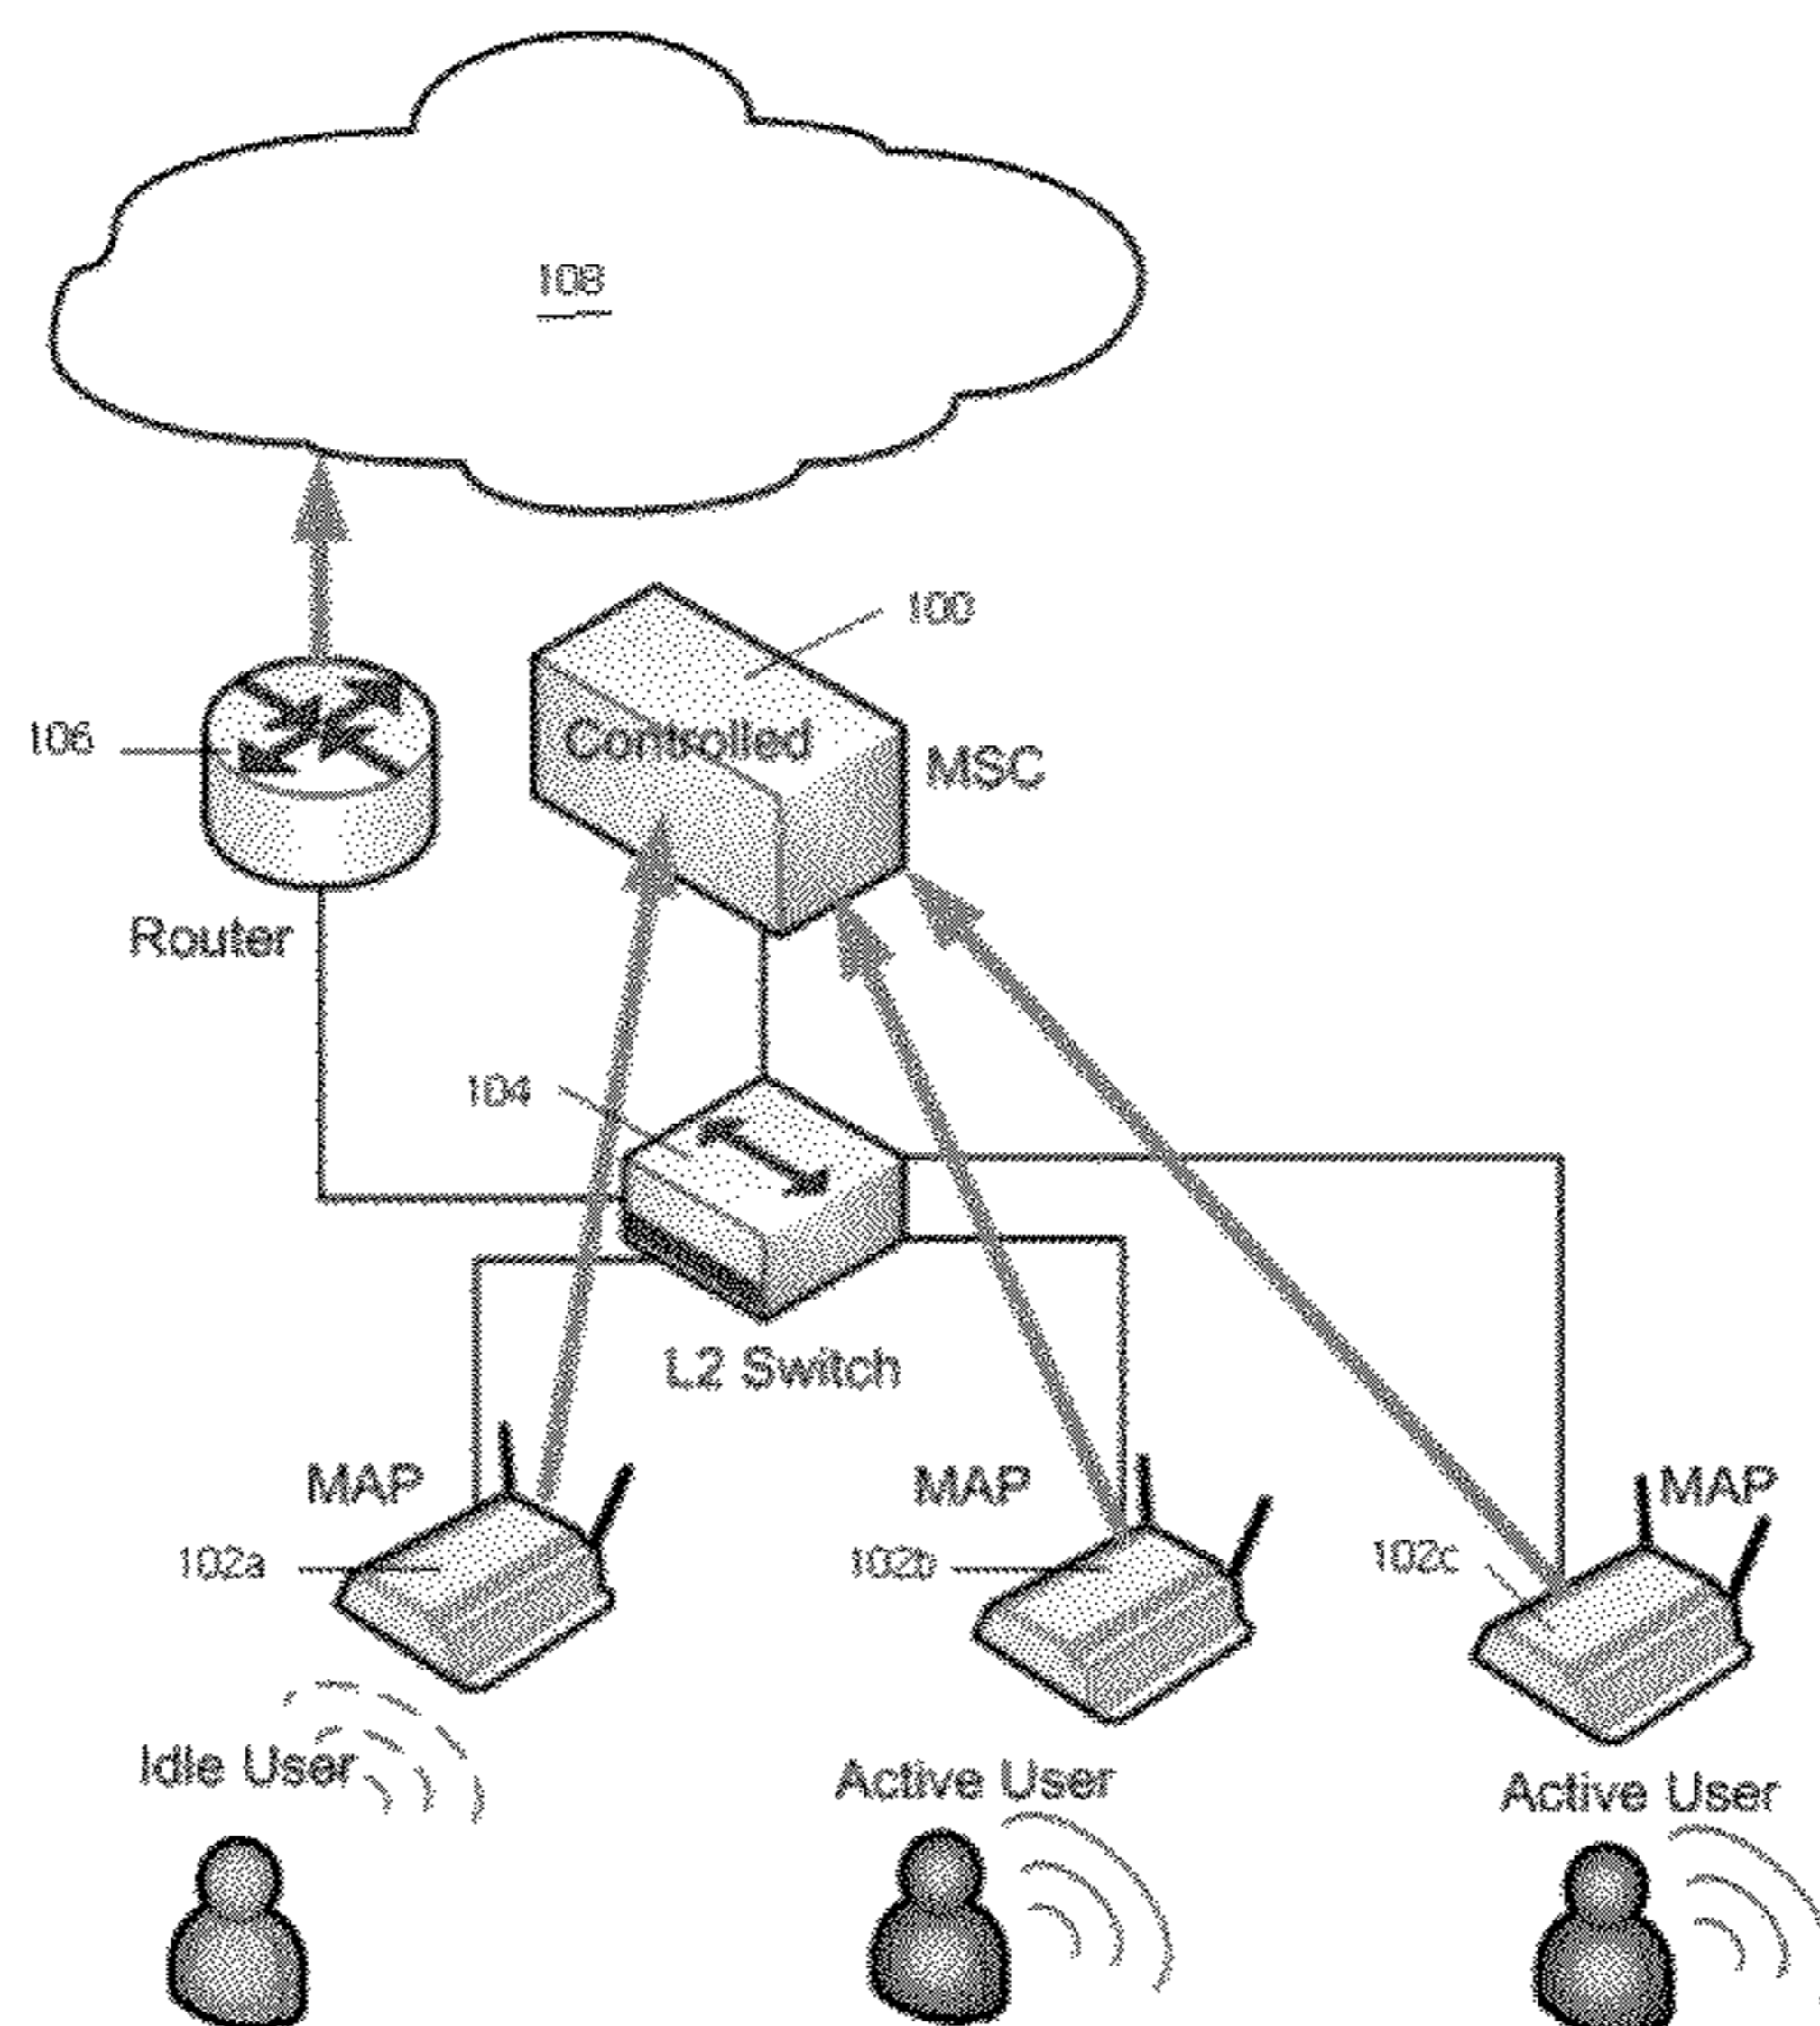 108
100
106
Controlled
MSC
Router
104
L2 Switch
MAP
MAP
MAP
102a
102b
102c
Idle User
Active User
Active User